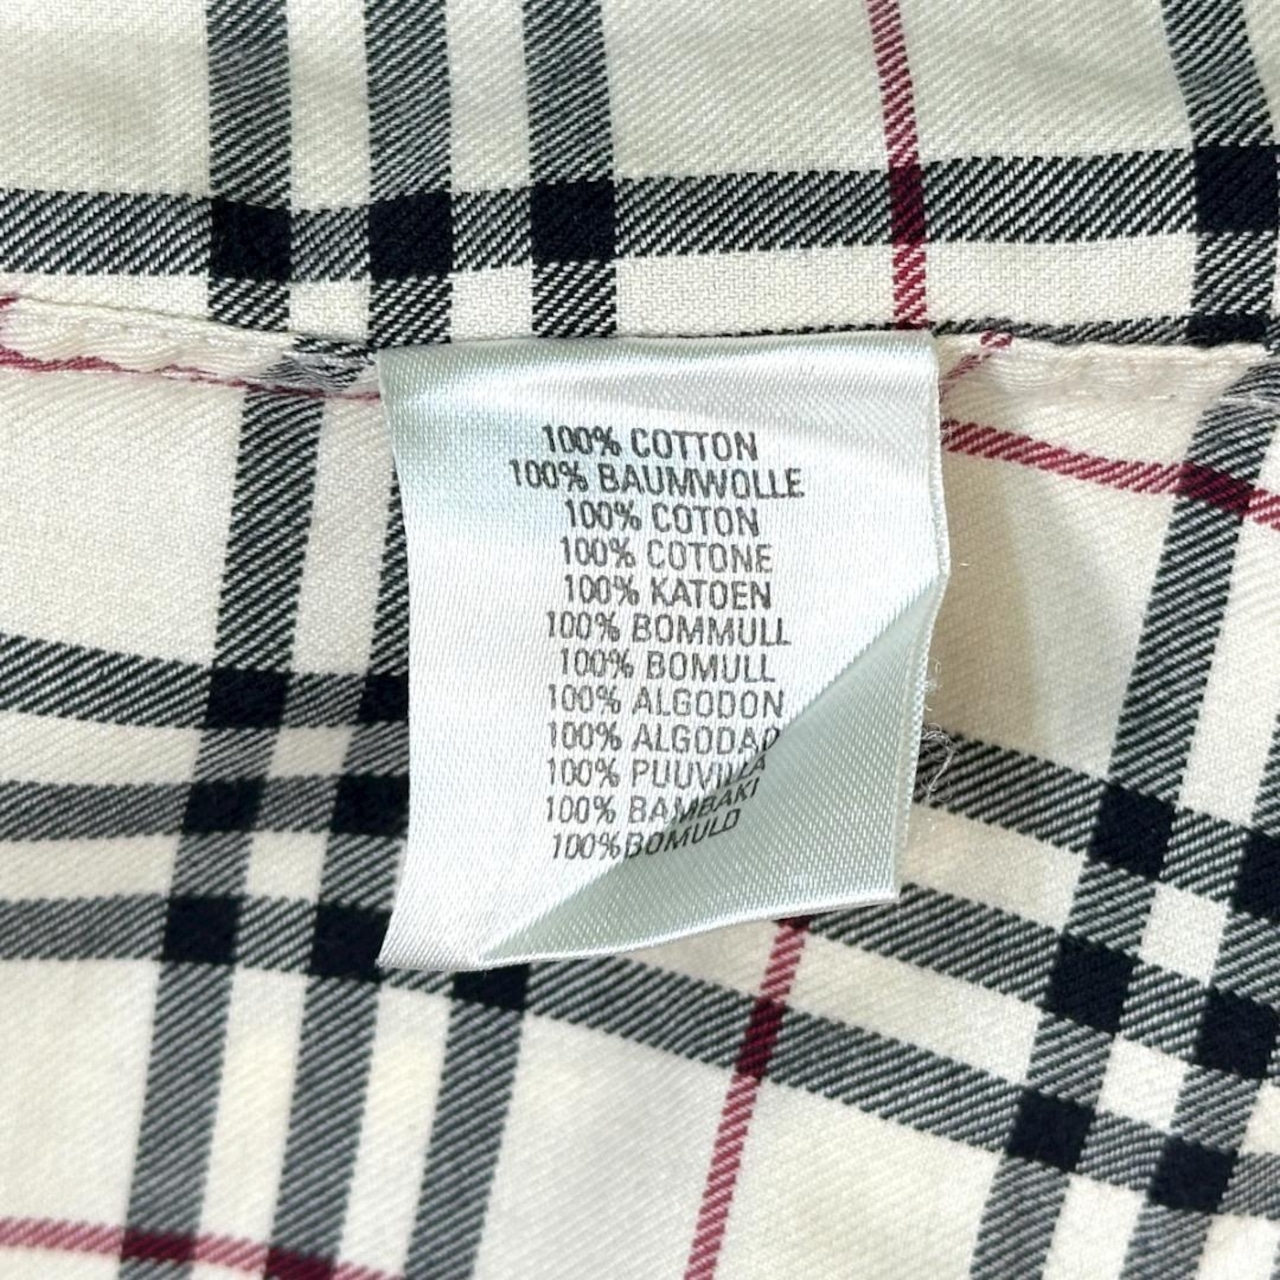 100% COTTON
100% BAUMWOLLE
100% COTON
100% COTONE
100% KATOEN
100% BOMMULL
100% BOMULL
100% ALGODON
100% ALGODAO
100% PUUVILLA
100% BAMBAKI
100% BOMULD